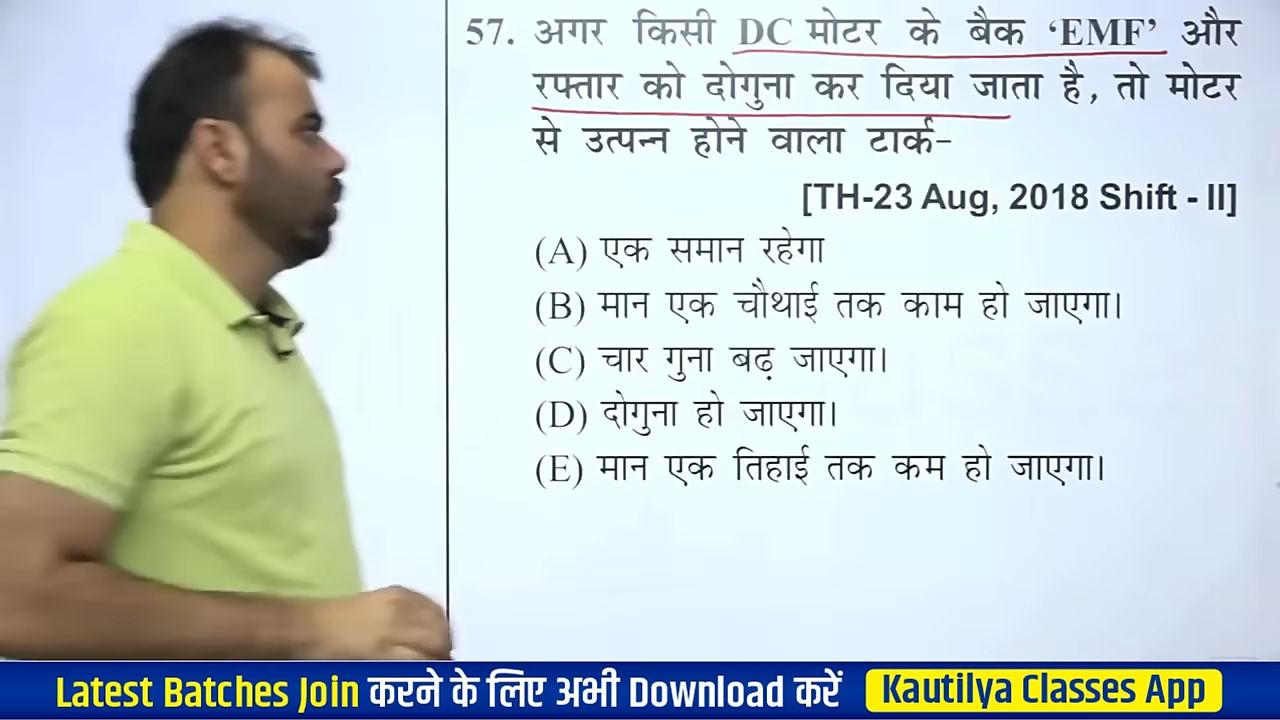 57. अगर किसी DC मोटर के बैक ‘EMF’ और
रफ्तार को दोगुना कर दिया जाता है, तो मोटर
से उत्पन्न होने वाला टार्क-
[TH-23 Aug, 2018 Shift - II]
(A) एक समान रहेगा
(B) मान एक चौथाई तक काम हो जाएगा।
(C) चार गुना बढ़ जाएगा।
(D) दोगुना हो जाएगा।
(E) मान एक तिहाई तक कम हो जाएगा।
Latest Batches Join करने के लिए अभी Download करें Kautilya Classes App